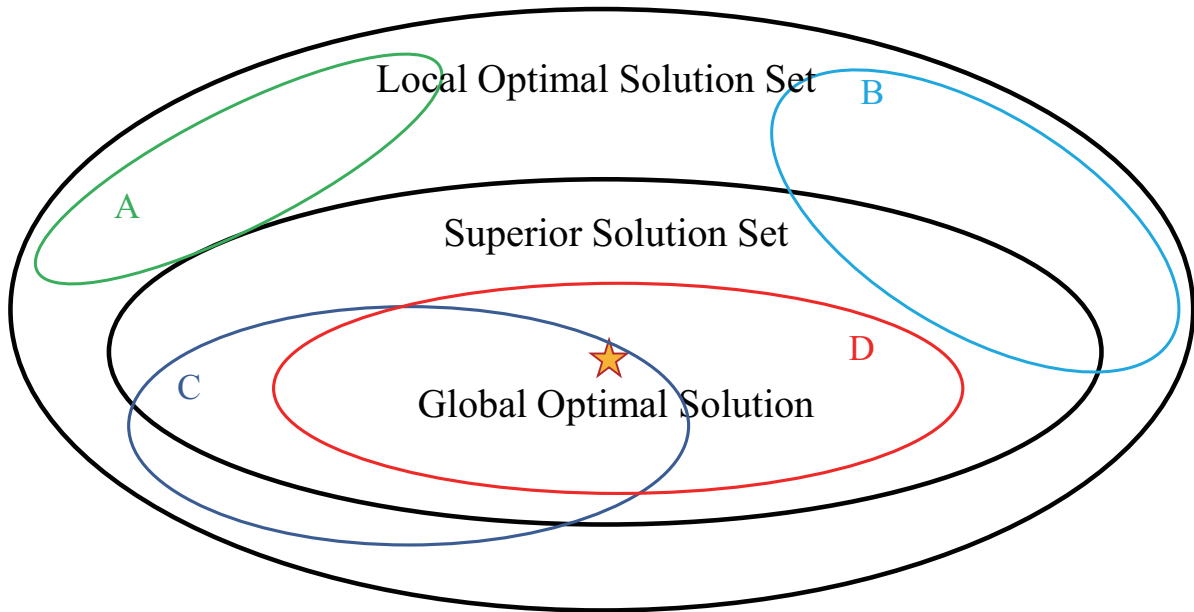 Local Optimal Solution Set
B
A
Superior Solution Set
D
C
Global Optimal Solution